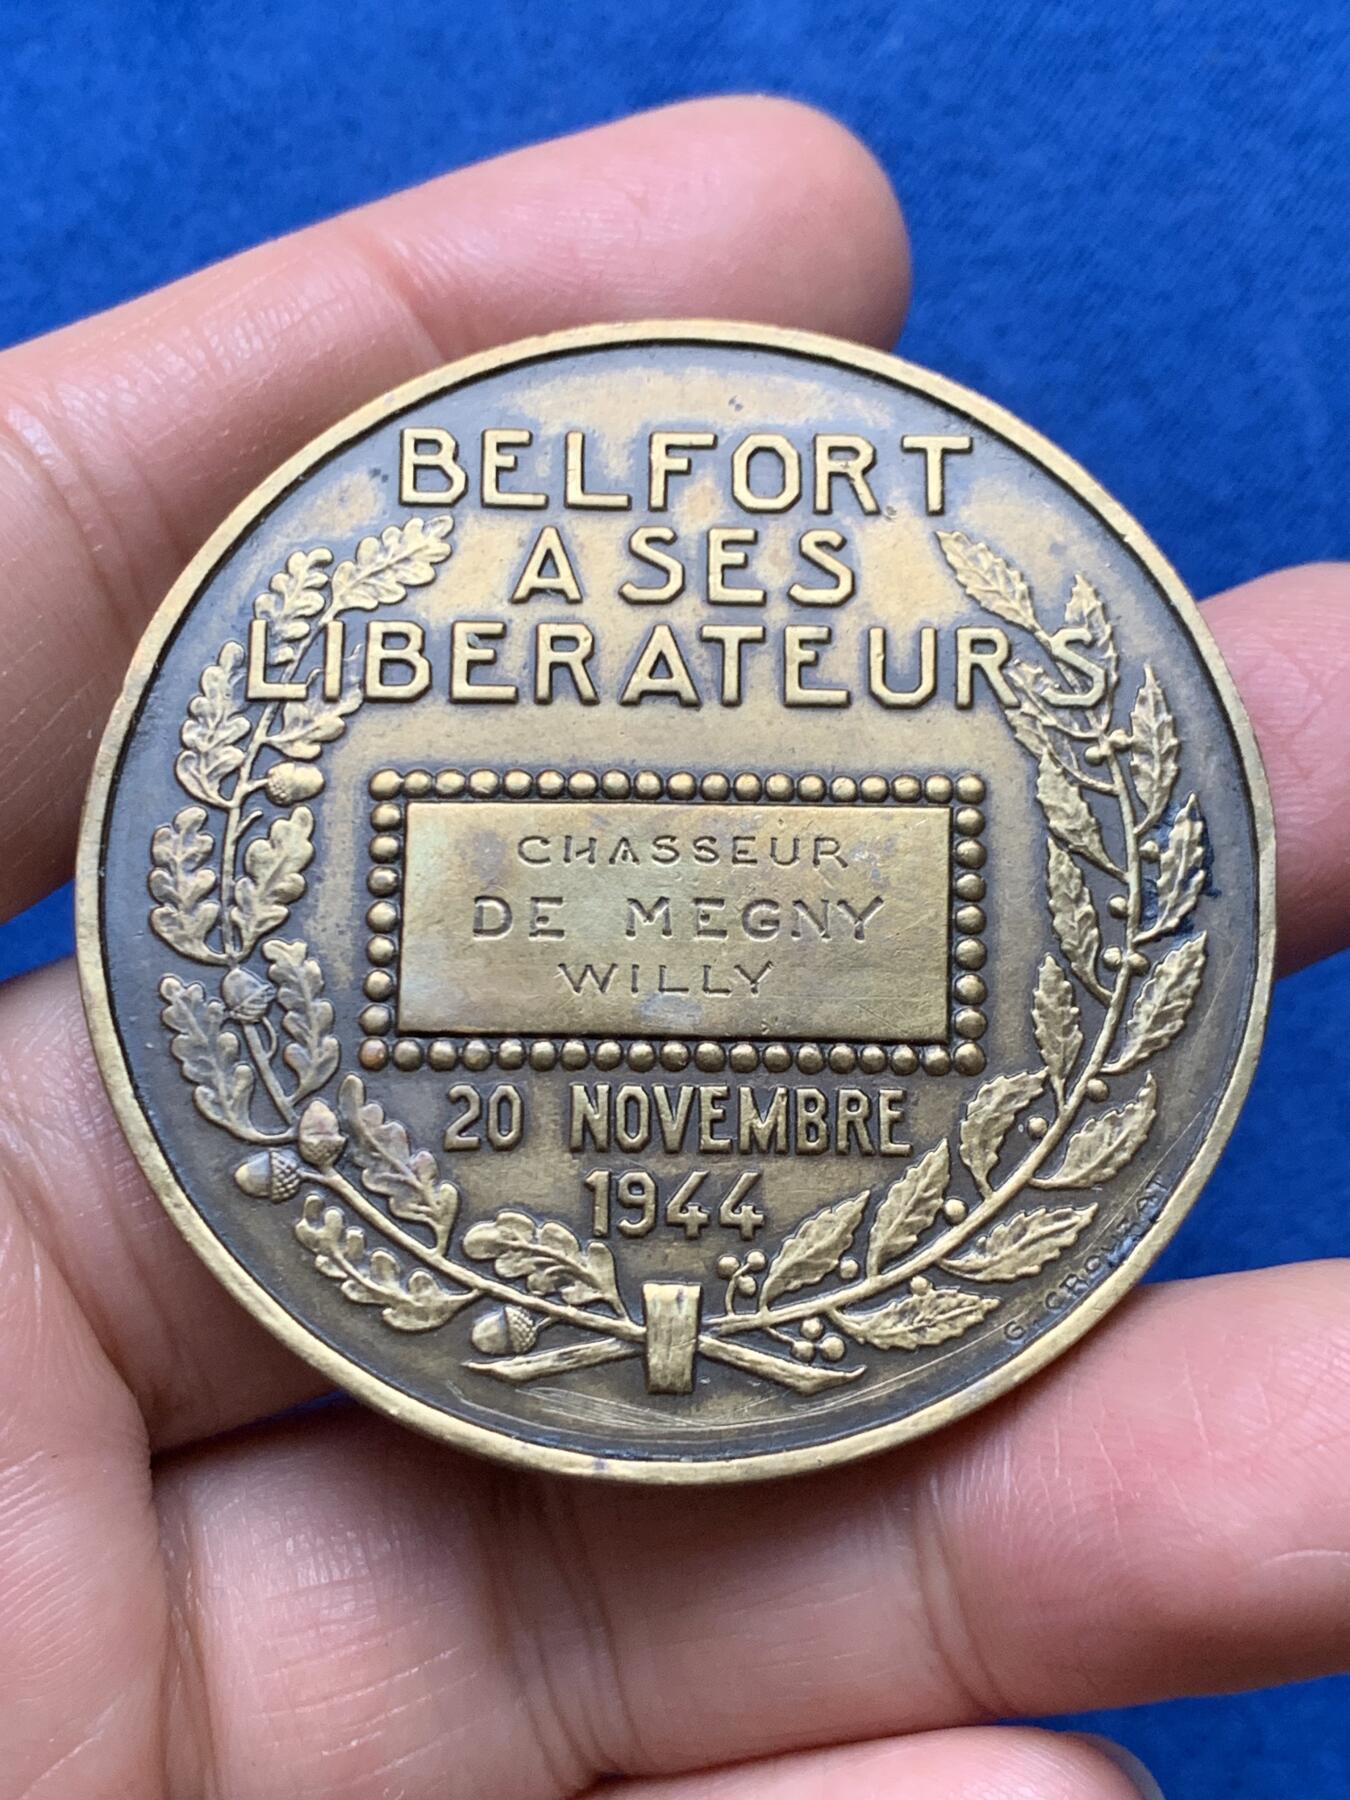 BELFORT
A SES
LIBERATEURS
CHASSEUR
DE MEGNY
WILLY
20 NOVEMBRE
1944
G.